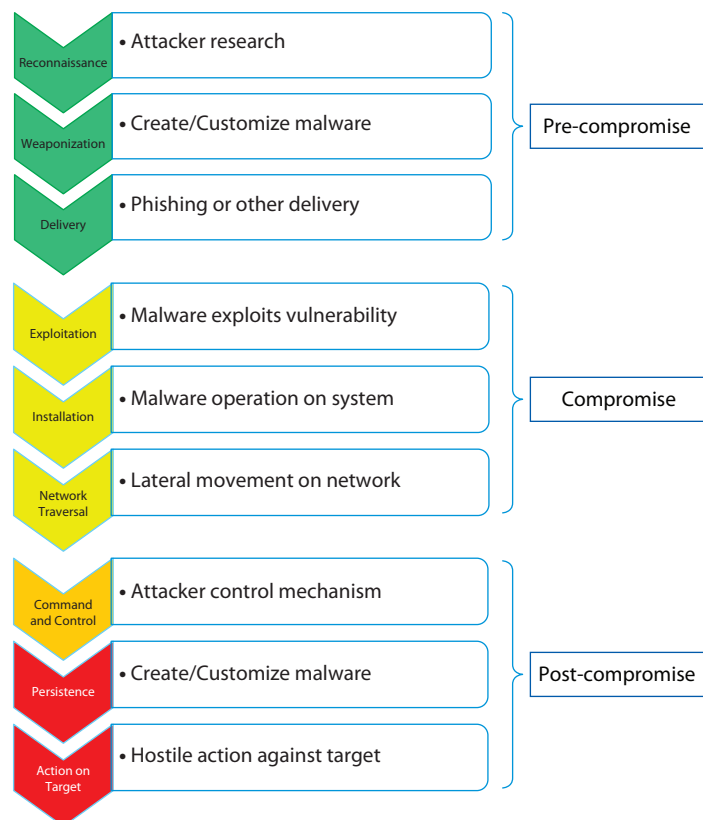 Reconnaissance
• Attacker research
Weaponization
• Create/Customize malware
Delivery
• Phishing or other delivery
Pre-compromise
Exploitation
• Malware exploits vulnerability
Installation
• Malware operation on system
Network
Traversal
• Lateral movement on network
Compromise
Command
and Control
• Attacker control mechanism
Persistence
• Create/Customize malware
Action on
Target
• Hostile action against target
Post-compromise